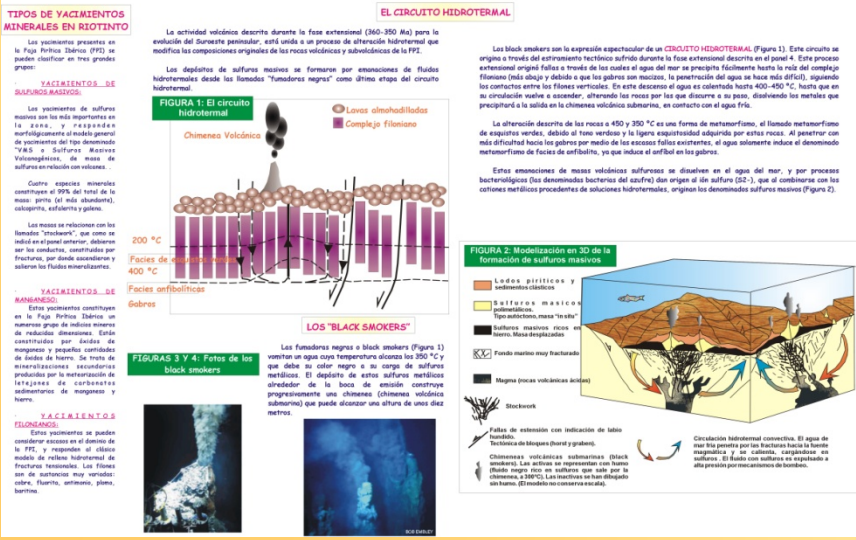 TIPOS DE YACIMIENTOS
MINERALES EN RIOTINTO
Los yacimientos presentes en
la Faja Pirítica Ibérica (FPI) se
pueden clasificar en tres grandes
grupos:
· YACIMIENTOS DE
SULFUROS MASIVOS:
Los yacimientos de sulfuros
masivos son los más importantes en
la zona, y responden
morfológicamente al modelo general
de yacimientos del tipo denominado
"VMS o Sulfuros Masivos
Volcanogénicos, de masa de
sulfuros en relación con volcanes. .
Cuatro especies minerales
constituyen el 99% del total de la
masa: pirita (el más abundante),
calcopirita, esfalerita y galena.
Las masas se relacionan con los
llamados "stockwork", que como se
indicó en el panel anterior, debieron
ser los conductos, constituidos por
fracturas, por donde ascendieron y
salieron los fluidos mineralizantes.
· YACIMIENTOS DE
MANGANESO:
Estos yacimientos constituyen
en la Faja Pirítica Ibérica un
numeroso grupo de indicios mineros
de reducidas dimensiones. Están
constituidos por óxidos de
manganeso y pequeñas cantidades
de óxidos de hierro. Se trata de
mineralizaciones secundarias
producidas por la meteorización de
letejones de carbonatos
sedimentarios de manganeso y
hierro.
· YACIMIENTOS
FILONIANOS:
Estos yacimientos se pueden
considerar escasos en el dominio de
la FPI, y responden al clásico
modelo de relleno hidrotermal de
fracturas tensionales. Los filones
son de sustancias muy variadas:
cobre, fluorita, antimonio, plomo,
baritina.
EL CIRCUITO HIDROTERMAL
La actividad volcánica descrita durante la fase extensional (360-350 Ma) para la
evolución del Suroeste peninsular, está unida a un proceso de alteración hidrotermal que
modifica las composiciones originales de las rocas volcánicas y subvolcánicas de la FPI.
Los depósitos de sulfuros masivos se formaron por emanaciones de fluidos
hidrotermales desde las llamadas "fumadoras negras" como última etapa del circuito
hidrotermal.
FIGURA 1: El circuito
hidrotermal
Lavas almohadilladas
Complejo filoniano
Chimenea Volcánica
200 ºC
Facies de
400 ºC
Facies anfibolíticas
Gabros
LOS "BLACK SMOKERS"
Las fumadoras negras o black smokers (Figura 1)
vomitan un agua cuya temperatura alcanza los 350 ºC y
que debe su color negro a su carga de sulfuros
metálicos. El depósito de estos sulfuros metálicos
alrededor de la boca de emisión construye
progresivamente una chimenea (chimenea volcánica
submarina) que puede alcanzar una altura de unos diez
metros.
FIGURAS 3 Y 4: Fotos de los
black smokers
BOB EMBLEY
Los black smokers son la expresión espectacular de un CIRCUITO HIDROTERMAL (Figura 1). Este circuito se
origina a través del estiramiento tectónico sufrido durante la fase extensional descrita en el panel 4. Este proceso
extensional originó fallas a través de las cuales el agua del mar se precipita fácilmente hasta la raíz del complejo
filoniano (más abajo y debido a que los gabros son macizos, la penetración del agua se hace más difícil), siguiendo
los contactos entre los filones verticales. En este descenso el agua es calentada hasta 400-450 ºC, hasta que en
su circulación vuelve a ascender, alterando las rocas por las que discurre a su paso, disolviendo los metales que
precipitará a la salida en la chimenea volcánica submarina, en contacto con el agua fría.
La alteración descrita de las rocas a 450 y 350 ºC es una forma de metamorfismo, el llamado metamorfismo
de esquistos verdes, debido al tono verdoso y la ligera esquistosidad adquirida por estas rocas. Al penetrar con
más dificultad hacia los gabros por medio de las escasas fallas existentes, el agua solamente induce el denominado
metamorfismo de facies de anfibolita, ya que induce el anfíbol en los gabros.
Estas emanaciones de masas volcánicas sulfurosas se disuelven en el agua del mar, y por procesos
bacteriológicos (las denominadas bacterias del azufre) dan origen al ión sulfuro (S2-), que al combinarse con los
cationes metálicos procedentes de soluciones hidrotermales, originan los denominados sulfuros masivos (Figura 2).
FIGURA 2: Modelización en 3D de la
formación de sulfuros masivos
Lodos piríticos y
sedimentos clásticos
Sulfuros masicos
polimetálicos.
Tipo autóctono, masa "in situ"
Sulfuros masivos ricos en
hierro. Masa desplazadas
Fondo marino muy fracturado
Magma (rocas volcánicas ácidas)
Stockwork
Fallas de extensión con indicación de labio
hundido.
Tectónica de bloques (horst y graben).
Chimeneas volcánicas submarinas (black
smokers). Las activas se representan con humo
(fluido negro rico en sulfuros que sale por la
chimenea, a 300ºC). Las inactivas se han dibujado
sin humo. (El modelo no conserva escala).
Circulación hidrotermal convectiva. El agua de
mar fría penetra por las fracturas hacia la fuente
magmática y se calienta, cargándose en
sulfuros . El fluido con sulfuros es expulsado a
alta presión por mecanismos de bombeo.